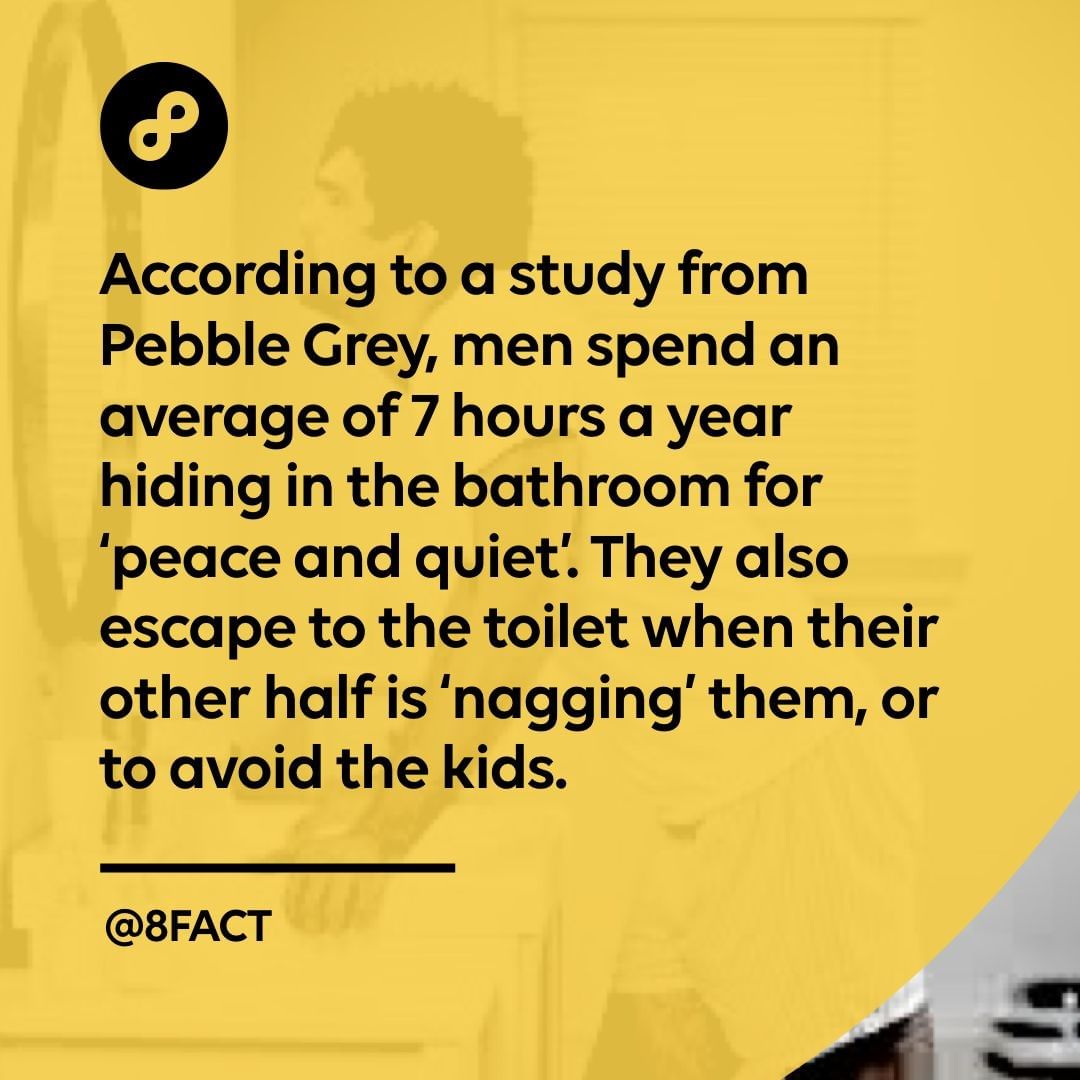 According to a study from
Pebble Grey, men spend an
average of 7 hours a year
hiding in the bathroom for
‘peace and quiet’. They also
escape to the toilet when their
other half is ‘nagging’ them, or
to avoid the kids.
@8FACT